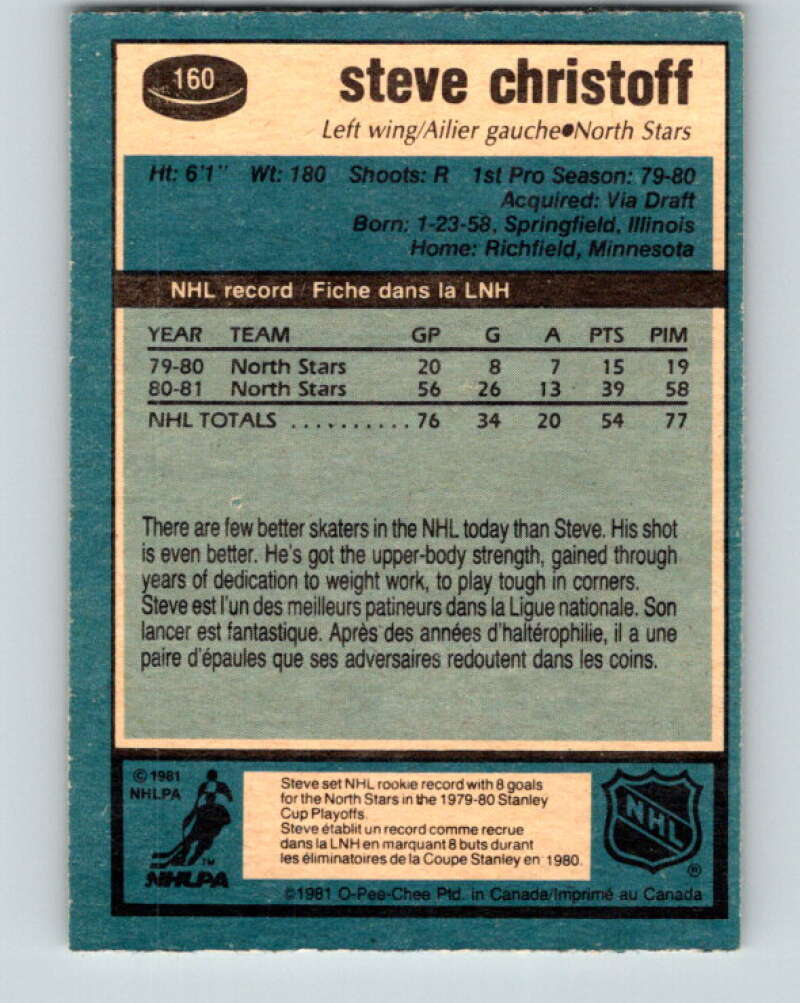 160
steve christoff
Left wing/Ailier gauche●North Stars
Ht: 6'1" Wt: 180 Shoots: R 1st Pro Season: 79-80
Acquired: Via Draft
Born: 1-23-58, Springfield, Illinois
Home: Richfield, Minnesota
NHL record / Fiche dans la LNH
YEAR TEAM GP G A PTS PIM
79-80 North Stars 20 8 7 15 19
80-81 North Stars 56 26 13 39 58
NHL TOTALS .......... 76 34 20 54 77
There are few better skaters in the NHL today than Steve. His shot
is even better. He's got the upper-body strength, gained through
years of dedication to weight work, to play tough in corners.
Steve est l'un des meilleurs patineurs dans la Ligue nationale. Son
lancer est fantastique. Après des années d'haltérophilie, il a une
paire d'épaules que ses adversaires redoutent dans les coins.
© 1981
NHLPA
TM
NHLPA
Steve set NHL rookie record with 8 goals
for the North Stars in the 1979-80 Stanley
Cup Playoffs.
Steve établit un record comme recrue
dans la LNH en marquant 8 buts durant
les éliminatoires de la Coupe Stanley en 1980.
NHL
®
©1981 O-Pee-Chee Ptd. in Canada/Imprimé au Canada